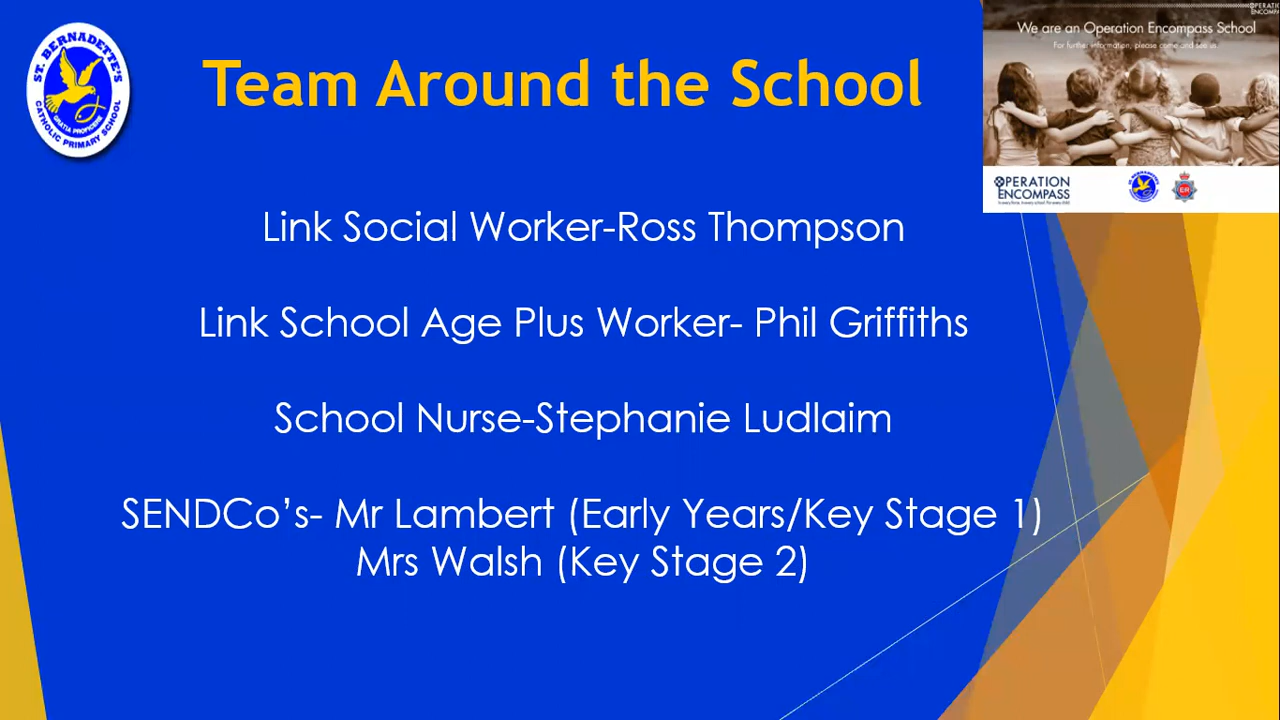 ST. BERNADETTE'S
CATHOLIC PRIMARY SCHOOL
GRATIA PROFICERE
Team Around the School
We are an Operation Encompass School
For further information, please come and see us.
OPERATION
ENCOMPASS
Link Social Worker-Ross Thompson
Link School Age Plus Worker- Phil Griffiths
School Nurse-Stephanie Ludlaim
SENDCo’s- Mr Lambert (Early Years/Key Stage 1)
Mrs Walsh (Key Stage 2)